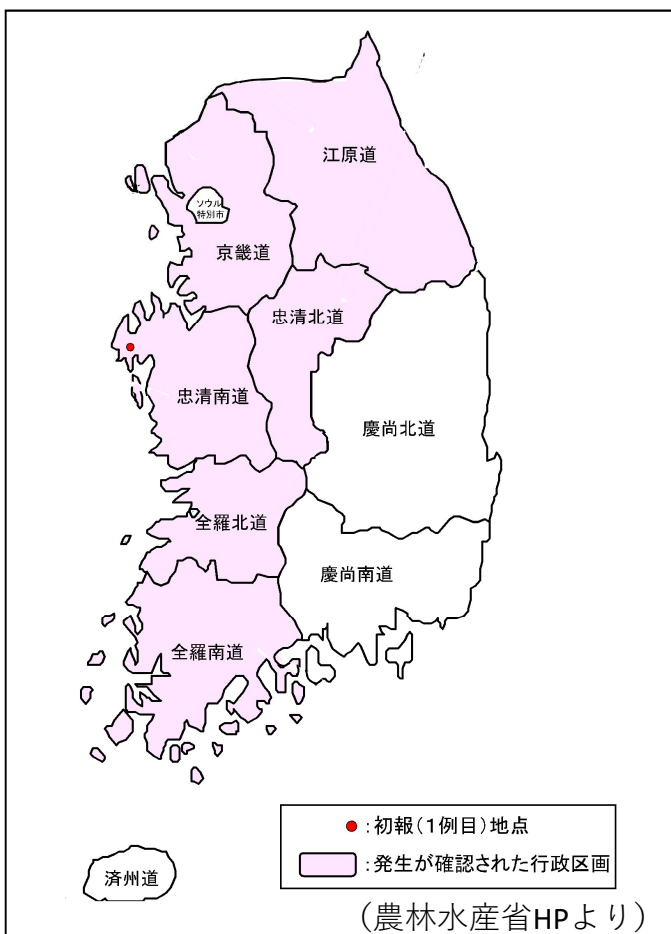 江原道
ソウル
特別市
京畿道
忠清北道
忠清南道
慶尚北道
全羅北道
慶尚南道
全羅南道
済州道
：初報（１例目）地点
：発生が確認された行政区画
（農林水産省HPより）